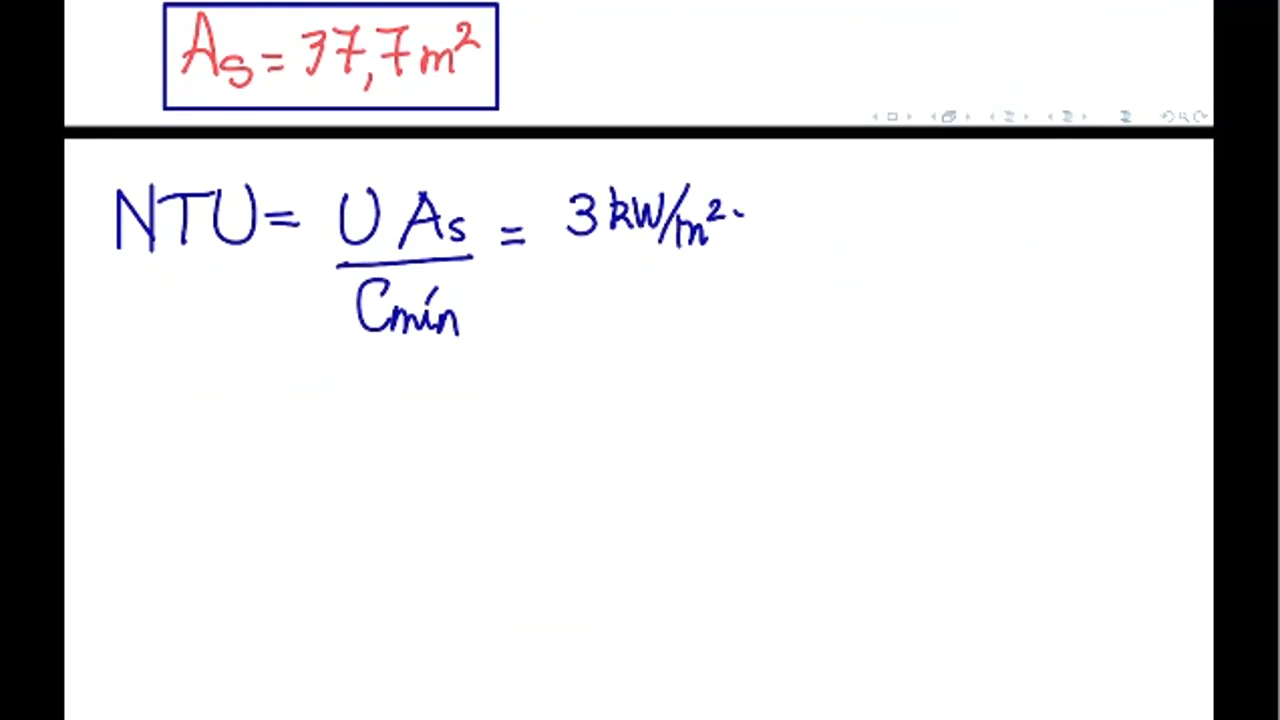 As = 37,7 m²
NTU = U As / Cmín = 3 kW/m².